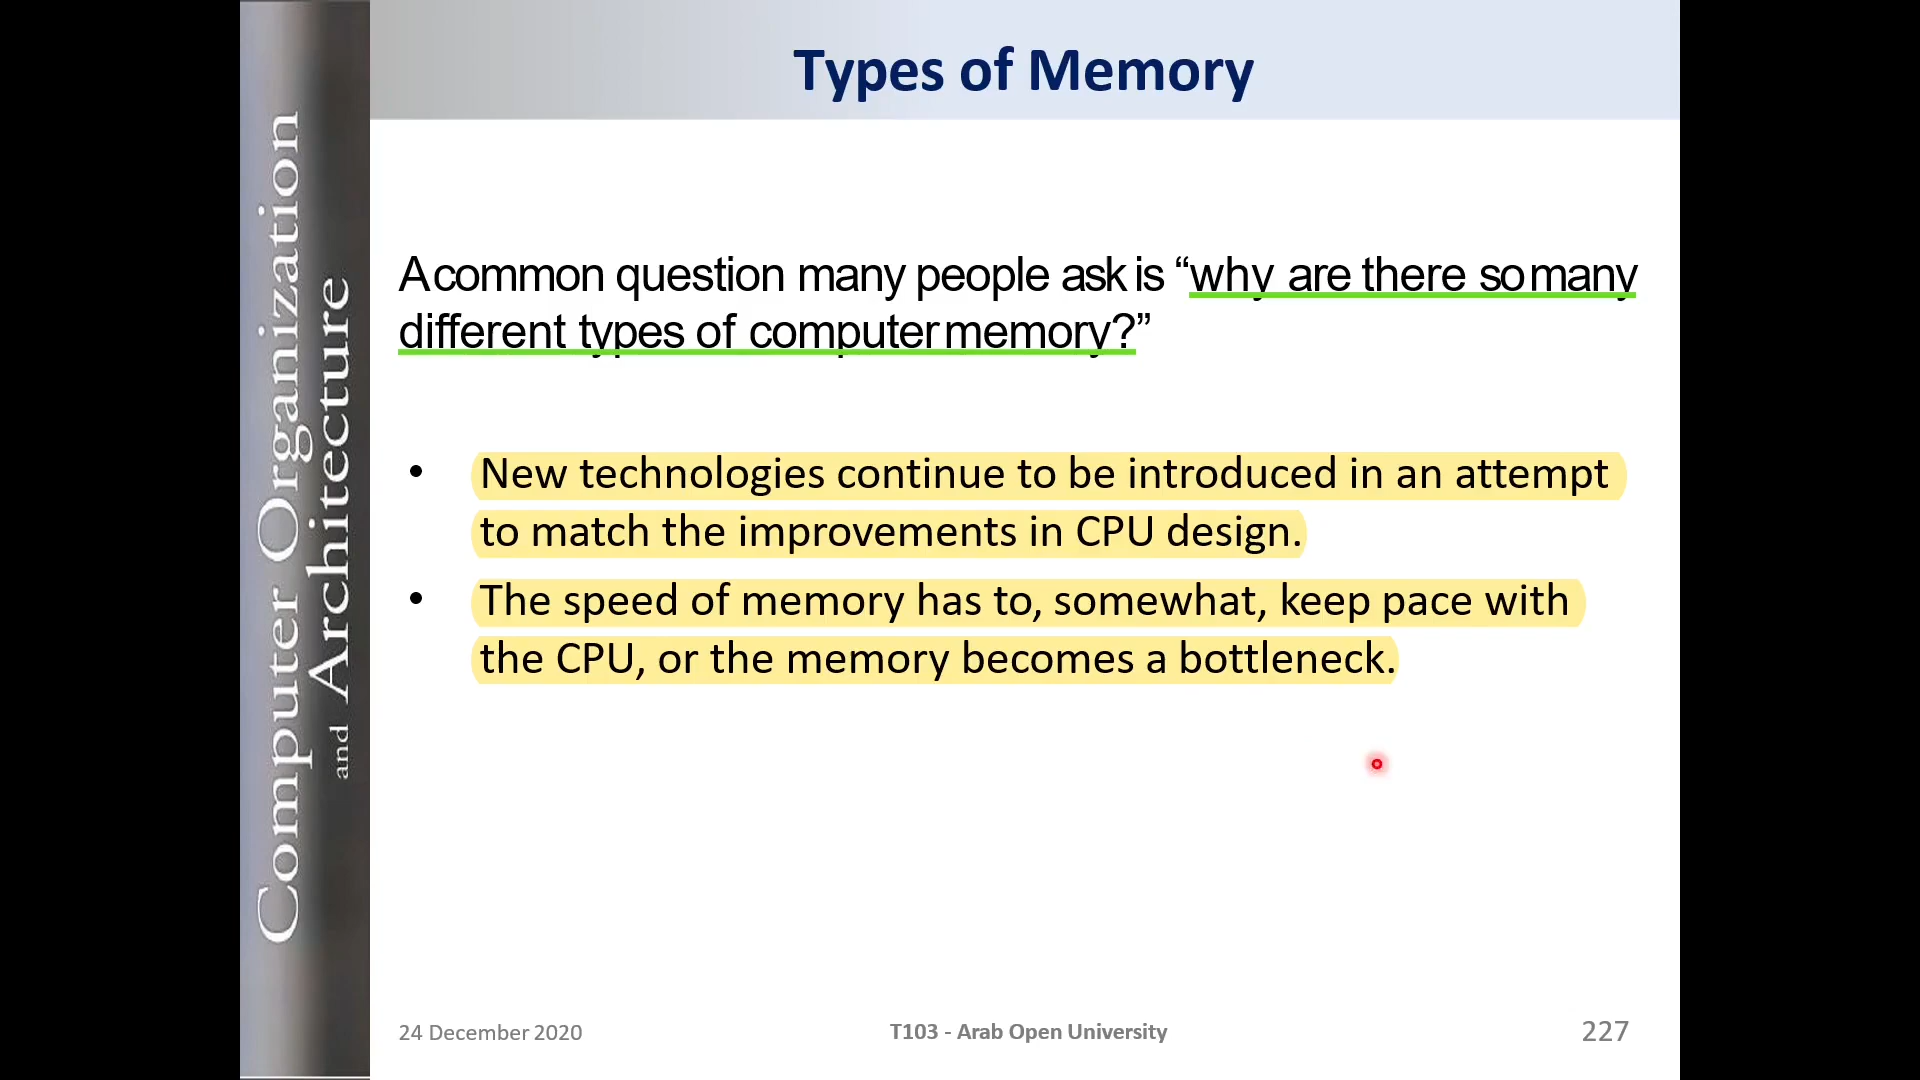 Computer Organization
and Architecture
Types of Memory
A common question many people ask is “why are there so many
different types of computer memory?”
• New technologies continue to be introduced in an attempt
to match the improvements in CPU design.
• The speed of memory has to, somewhat, keep pace with
the CPU, or the memory becomes a bottleneck.
24 December 2020
T103 - Arab Open University
227